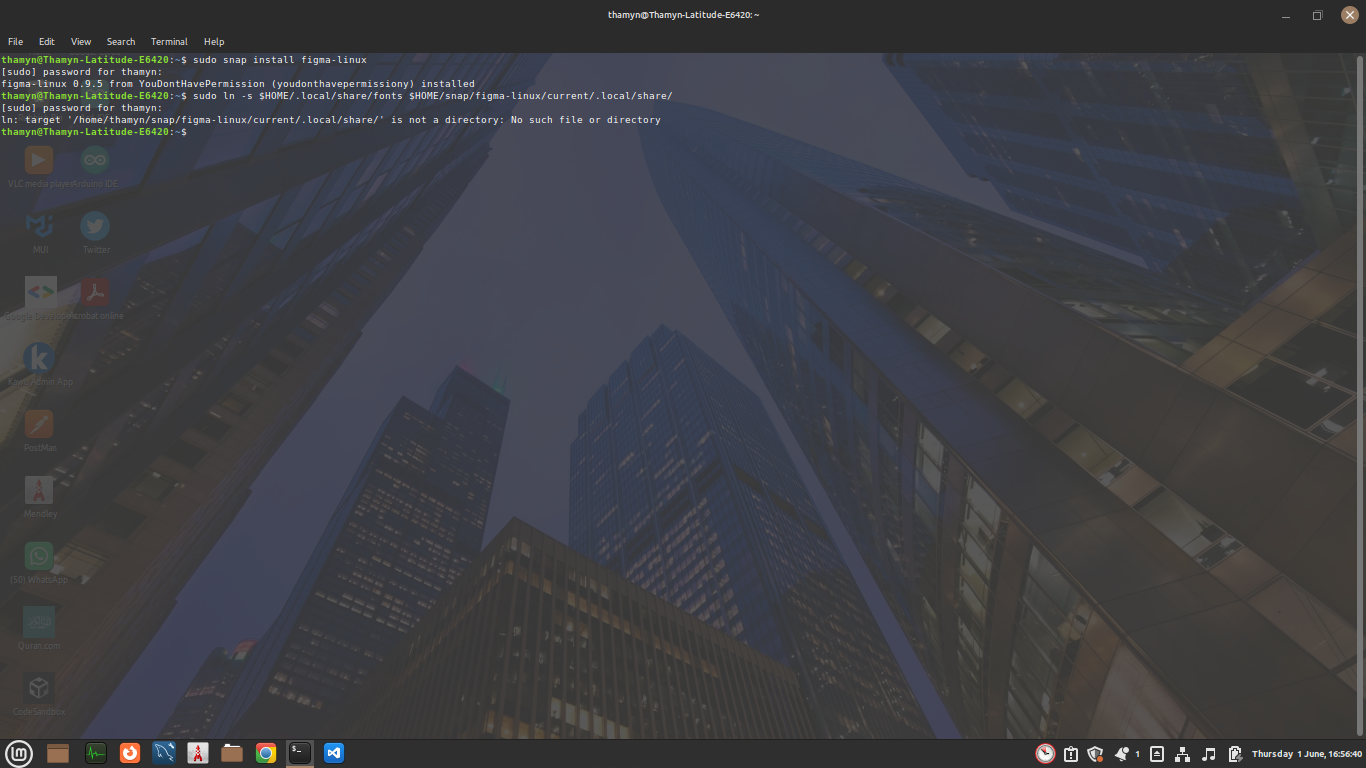 thamyn@Thamyn-Latitude-E6420: ~
File Edit View Search Terminal Help
thamyn@Thamyn-Latitude-E6420:~$ sudo snap install figma-linux
[sudo] password for thamyn:
figma-linux 0.9.5 from YouDontHavePermission (youdonthavepermissiony) installed
thamyn@Thamyn-Latitude-E6420:~$ sudo ln -s $HOME/.local/share/fonts $HOME/snap/figma-linux/current/.local/share/
[sudo] password for thamyn:
ln: target '/home/thamyn/snap/figma-linux/current/.local/share/' is not a directory: No such file or directory
thamyn@Thamyn-Latitude-E6420:~$
VLC media player Arduino IDE
MUI Twitter
Acrobat online
Admin App
PostMan
Mendley
(50) WhatsApp
Quran.com
CodeSandbox
1 Thursday 1 June, 16:56:40